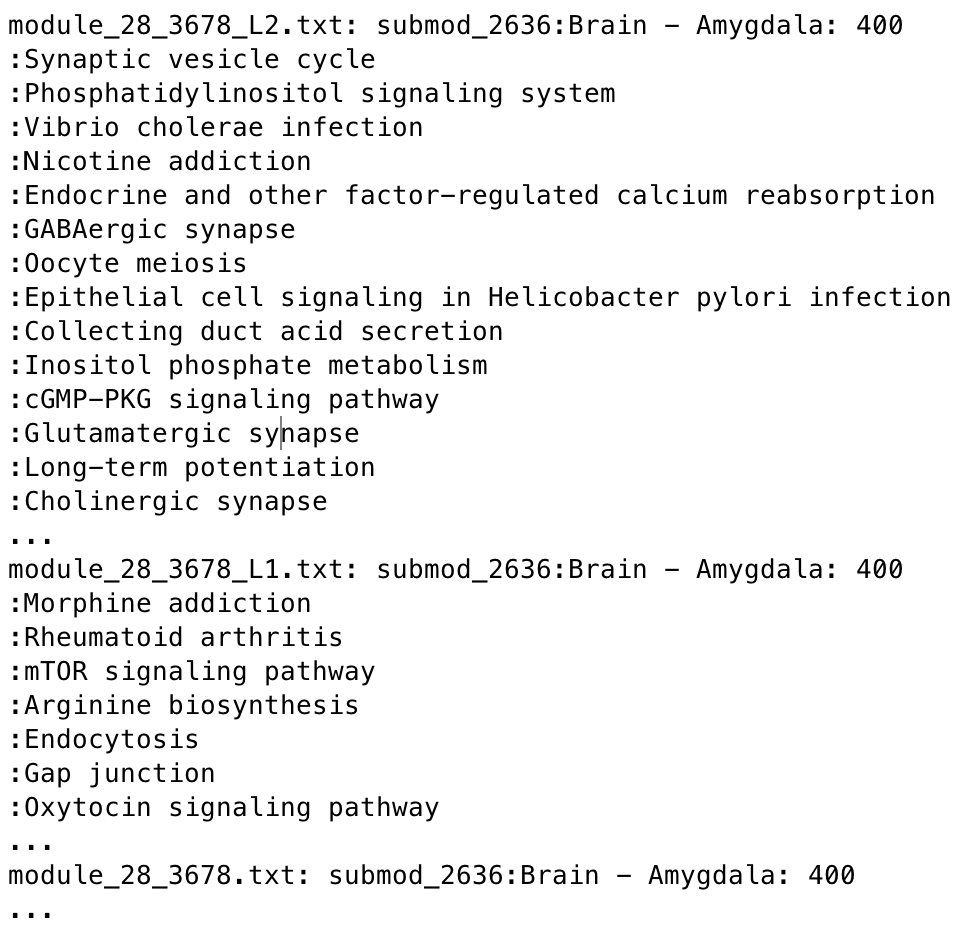 module_28_3678_L2.txt: submod_2636:Brain – Amygdala: 400
:Synaptic vesicle cycle
:Phosphatidylinositol signaling system
:Vibrio cholerae infection
:Nicotine addiction
:Endocrine and other factor–regulated calcium reabsorption
:GABAergic synapse
:Oocyte meiosis
:Epithelial cell signaling in Helicobacter pylori infection
:Collecting duct acid secretion
:Inositol phosphate metabolism
:cGMP–PKG signaling pathway
:Glutamatergic synapse
:Long–term potentiation
:Cholinergic synapse
...
module_28_3678_L1.txt: submod_2636:Brain – Amygdala: 400
:Morphine addiction
:Rheumatoid arthritis
:mTOR signaling pathway
:Arginine biosynthesis
:Endocytosis
:Gap junction
:Oxytocin signaling pathway
...
module_28_3678.txt: submod_2636:Brain – Amygdala: 400
...